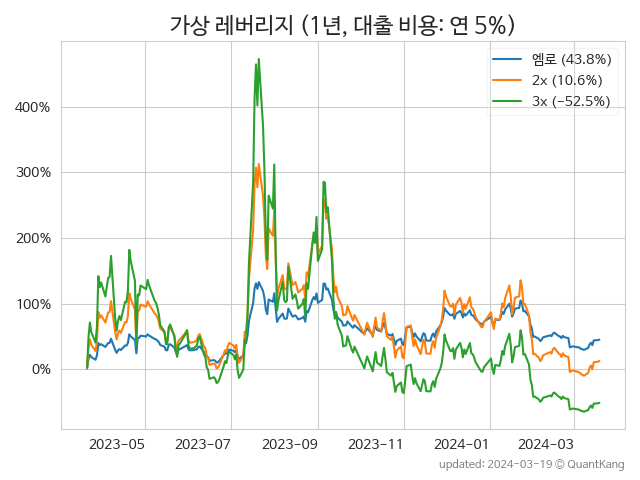 가상 레버리지 (1년, 대출 비용: 연 5%)
엠로 (43.8%)
2x (10.6%)
3x (−52.5%)
400%
300%
200%
100%
0%
2023-05 2023-07 2023-09 2023-11 2024-01 2024-03
updated: 2024-03-19 © QuantKang